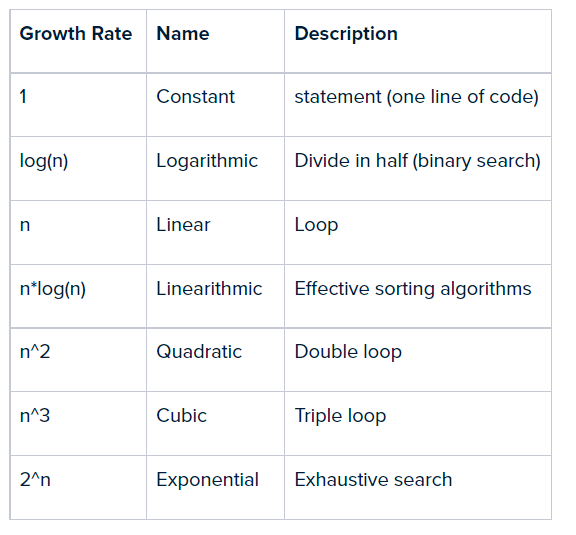 Growth Rate Name Description
1 Constant statement (one line of code)
log(n) Logarithmic Divide in half (binary search)
n Linear Loop
n*log(n) Linearithmic Effective sorting algorithms
n^2 Quadratic Double loop
n^3 Cubic Triple loop
2^n Exponential Exhaustive search